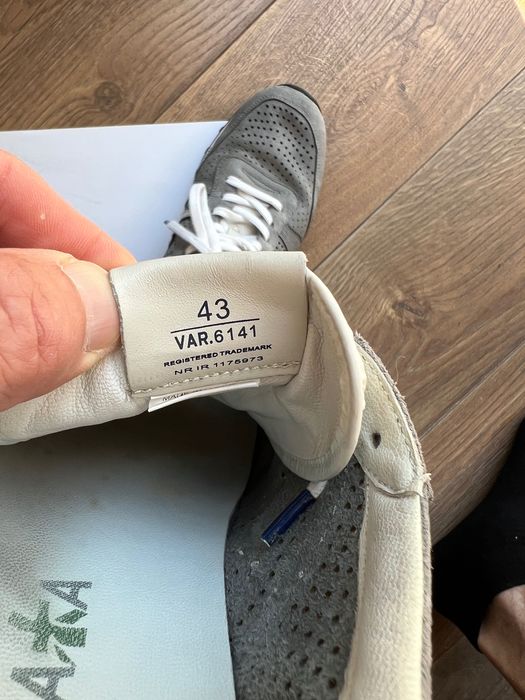 43
VAR.6141
REGISTERED TRADEMARK
NR IR 1175973